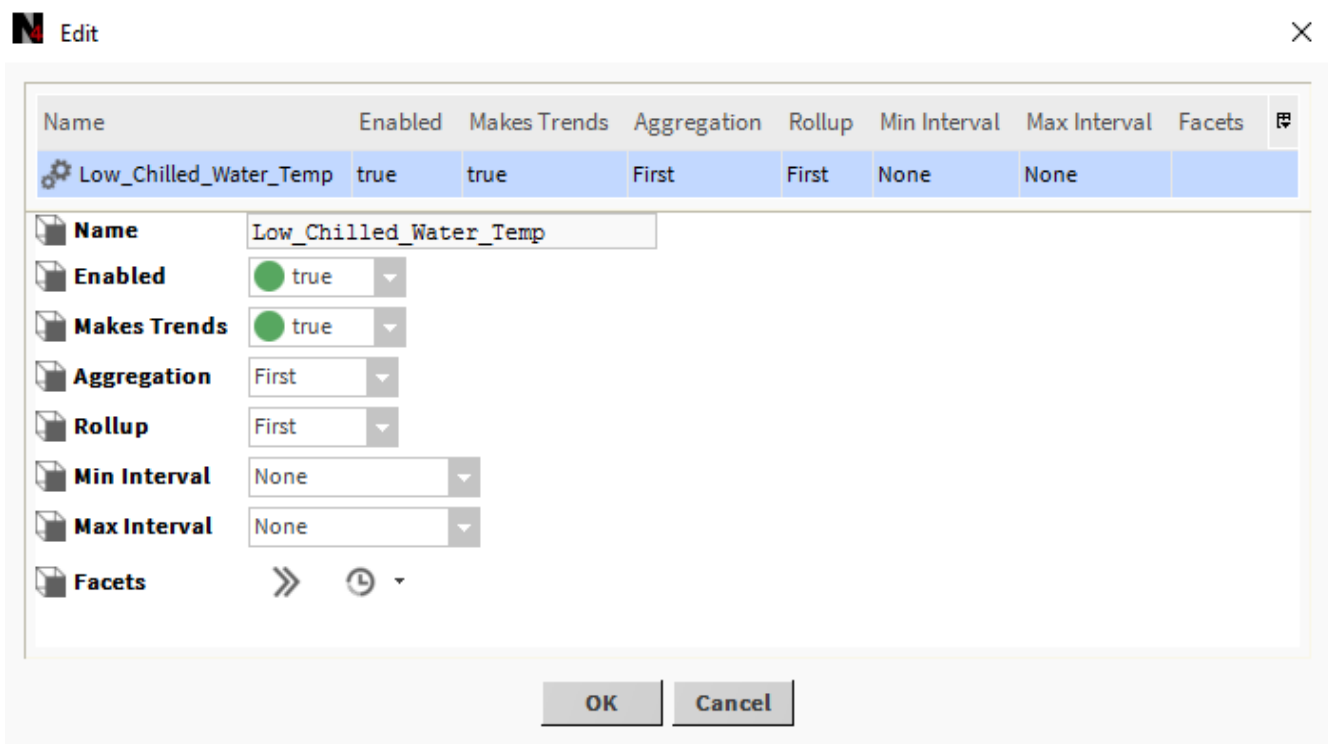 N4 Edit
Name Enabled Makes Trends Aggregation Rollup Min Interval Max Interval Facets
Low_Chilled_Water_Temp true true First First None None
Name Low_Chilled_Water_Temp
Enabled true
Makes Trends true
Aggregation First
Rollup First
Min Interval None
Max Interval None
Facets
OK Cancel